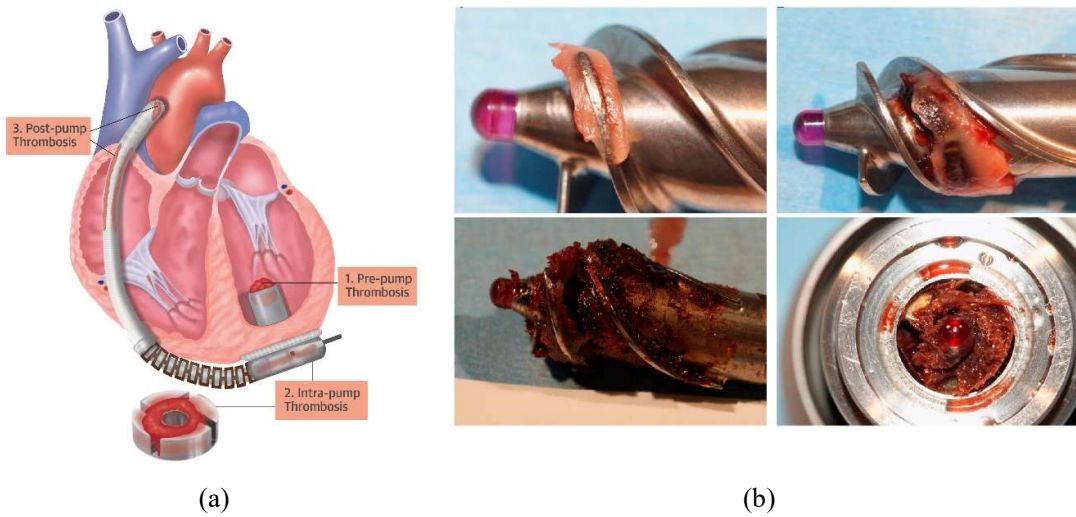 3. Post-pump
Thrombosis
1. Pre-pump
Thrombosis
2. Intra-pump
Thrombosis
(a)
(b)